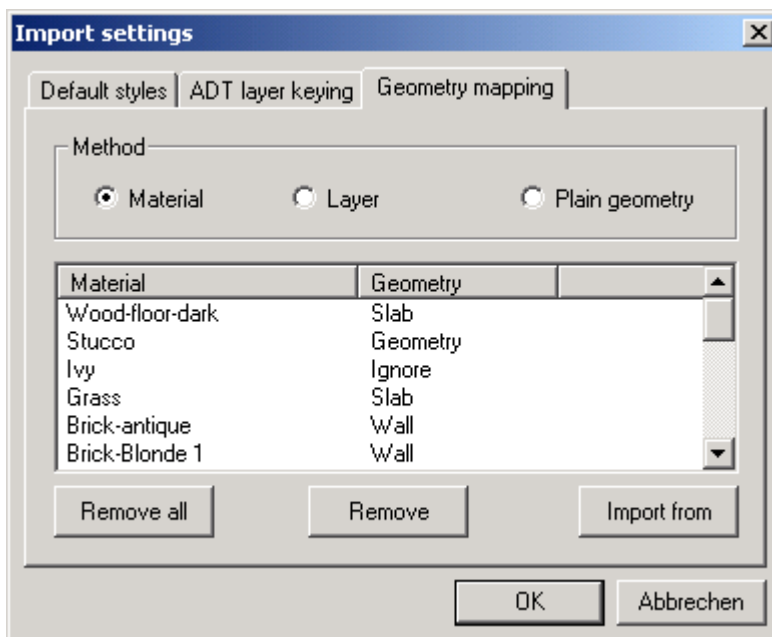 Import settings
Default styles ADT layer keying Geometry mapping
Method
Material Layer Plain geometry
Material Geometry
Wood-floor-dark Slab
Stucco Geometry
Ivy Ignore
Grass Slab
Brick-antique Wall
Brick-Blonde 1 Wall
Remove all Remove Import from
OK Abbrechen